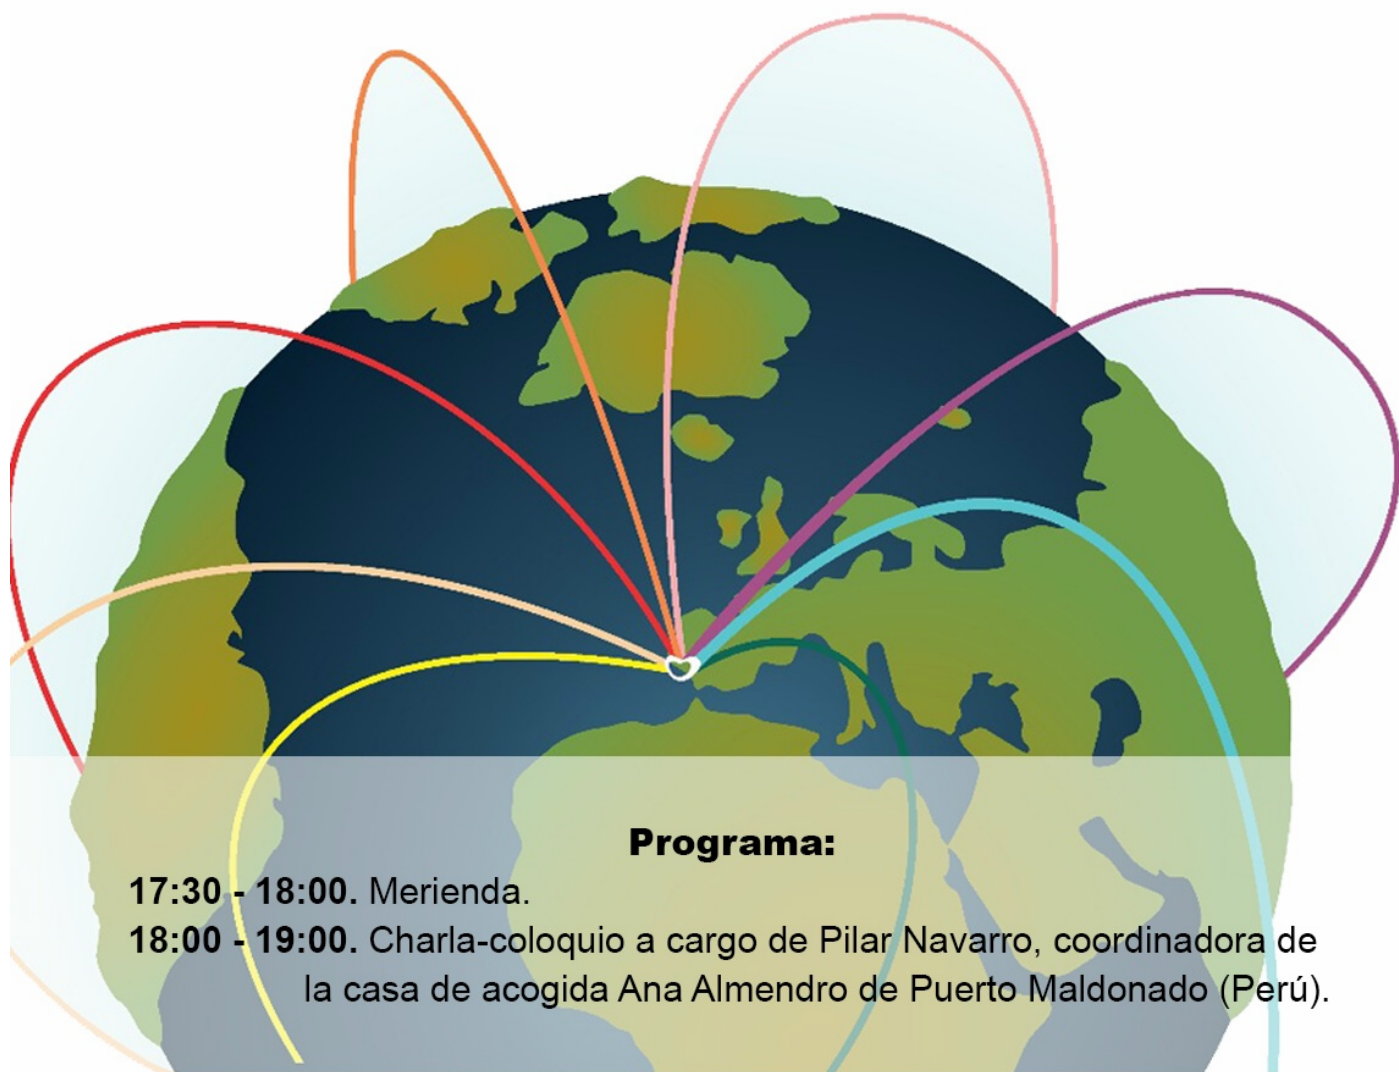 Programa:
17:30 - 18:00. Merienda.
18:00 - 19:00. Charla-coloquio a cargo de Pilar Navarro, coordinadora de
la casa de acogida Ana Almendro de Puerto Maldonado (Perú).